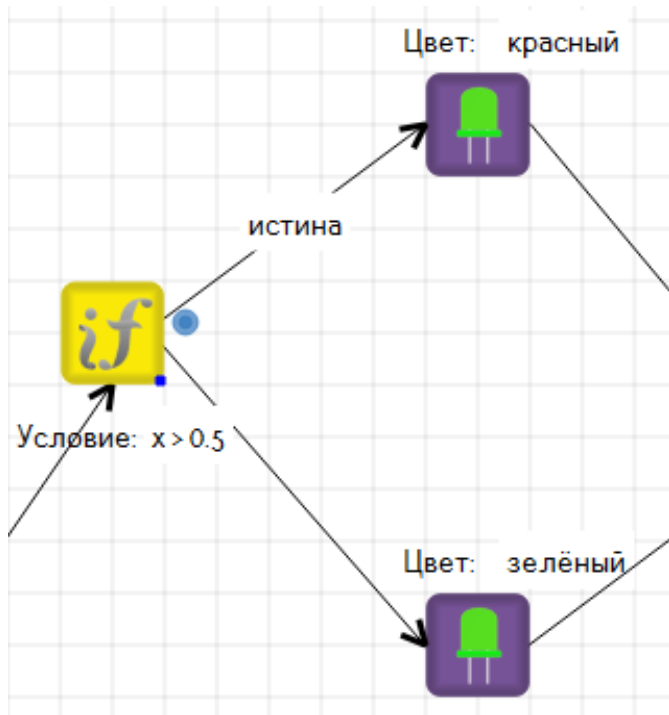 Цвет: красный
истина
if
Условие: x > 0.5
Цвет: зелёный